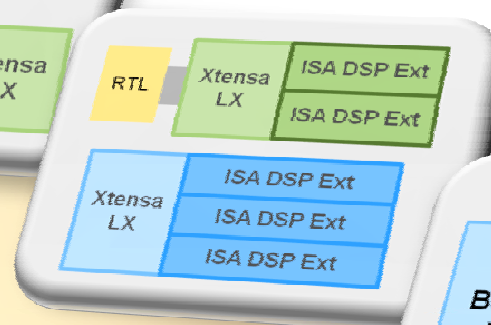 ensa
X
RTL
Xtensa
LX
ISA DSP Ext
ISA DSP Ext
Xtensa
LX
ISA DSP Ext
ISA DSP Ext
ISA DSP Ext
B